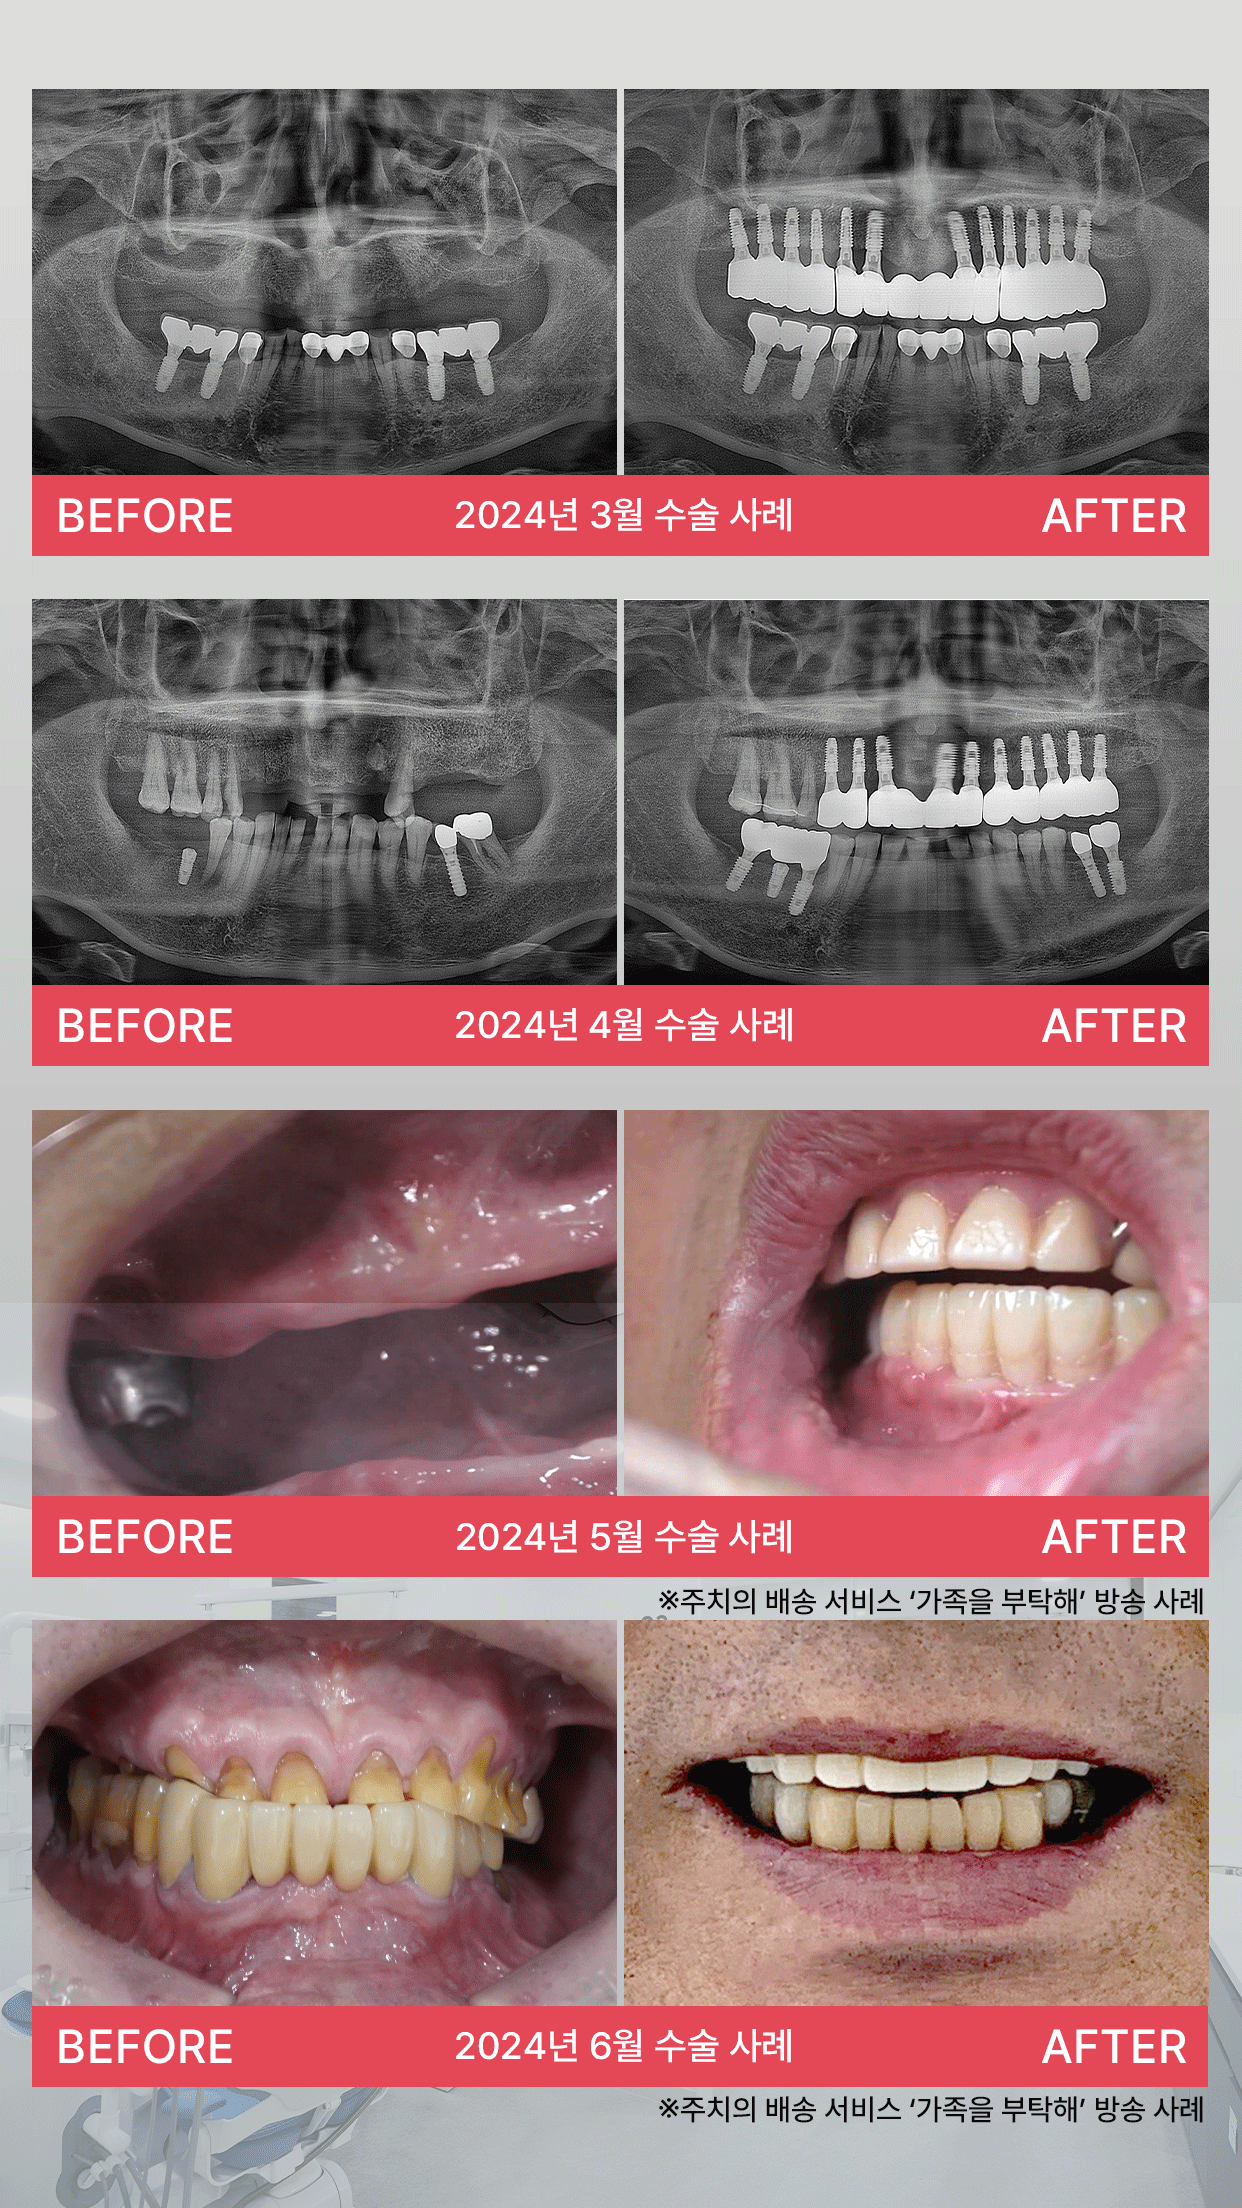 BEFORE 2024년 3월 수술 사례 AFTER
BEFORE 2024년 4월 수술 사례 AFTER
BEFORE 2024년 5월 수술 사례 AFTER
※주치의 배송 서비스 ‘가족을 부탁해’ 방송 사례
BEFORE 2024년 6월 수술 사례 AFTER
※주치의 배송 서비스 ‘가족을 부탁해’ 방송 사례